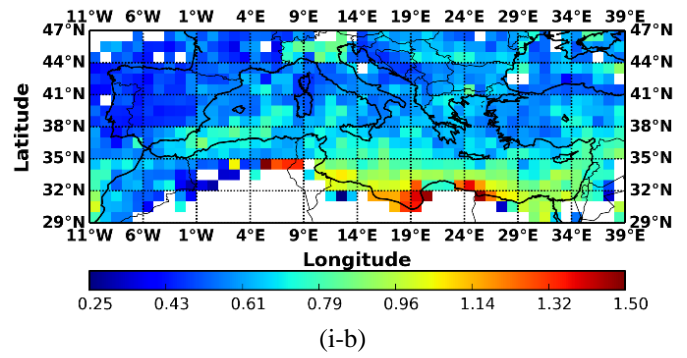 11°W 6°W 1°W 4°E 9°E 14°E 19°E 24°E 29°E 34°E 39°E
47°N 47°N
44°N 44°N
41°N 41°N
38°N 38°N
35°N 35°N
32°N 32°N
29°N 29°N
11°W 6°W 1°W 4°E 9°E 14°E 19°E 24°E 29°E 34°E 39°E
Latitude
Longitude
0.25 0.43 0.61 0.79 0.96 1.14 1.32 1.50
(i-b)